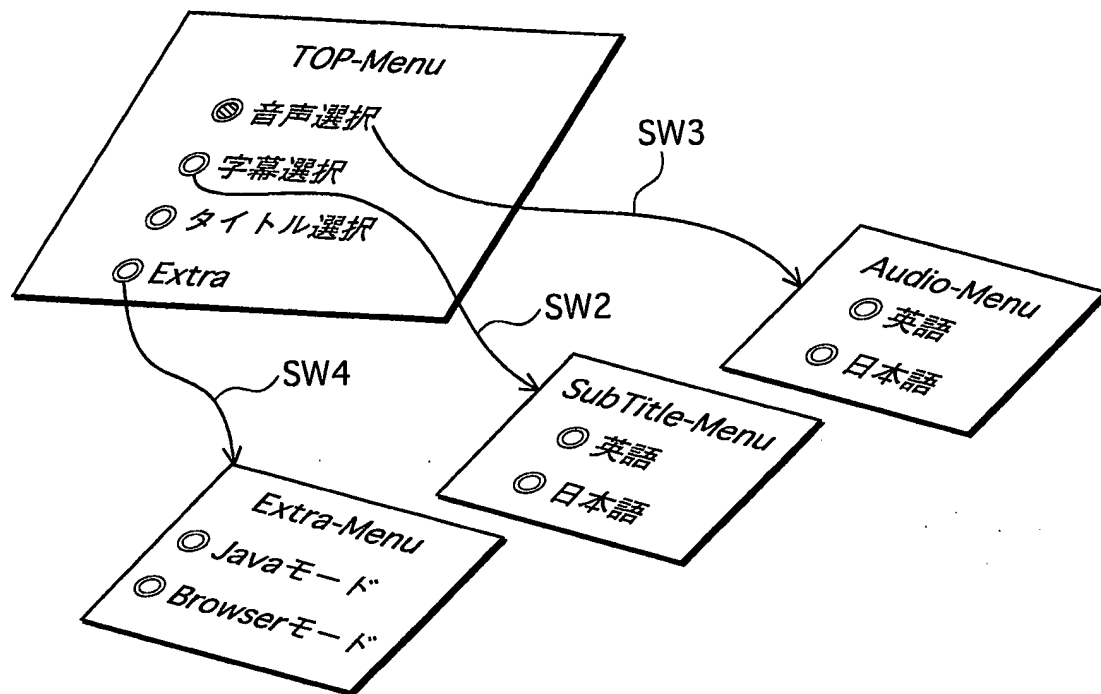 TOP-Menu
音声選択
字幕選択
タイトル選択
Extra
SW3
SW2
SW4
Audio-Menu
英語
日本語
SubTitle-Menu
英語
日本語
Extra-Menu
Javaモード
Browserモード